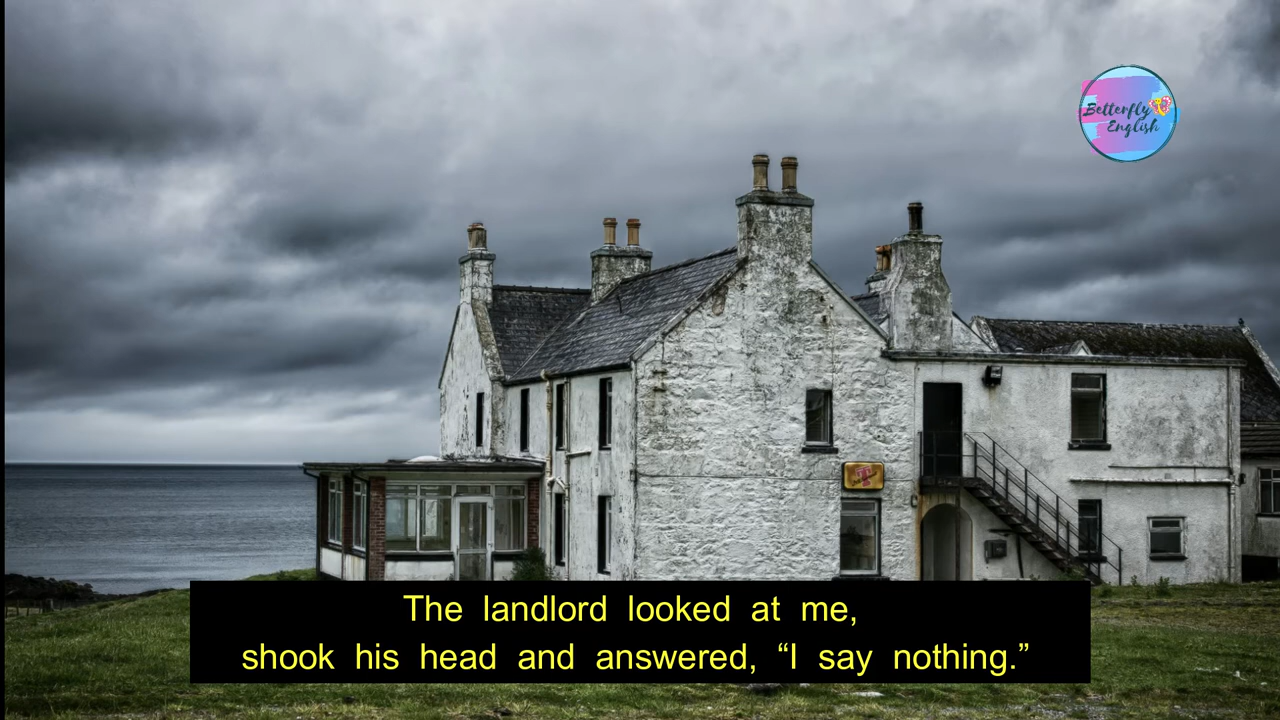 Betterfly
English
The landlord looked at me,
shook his head and answered, “I say nothing.”